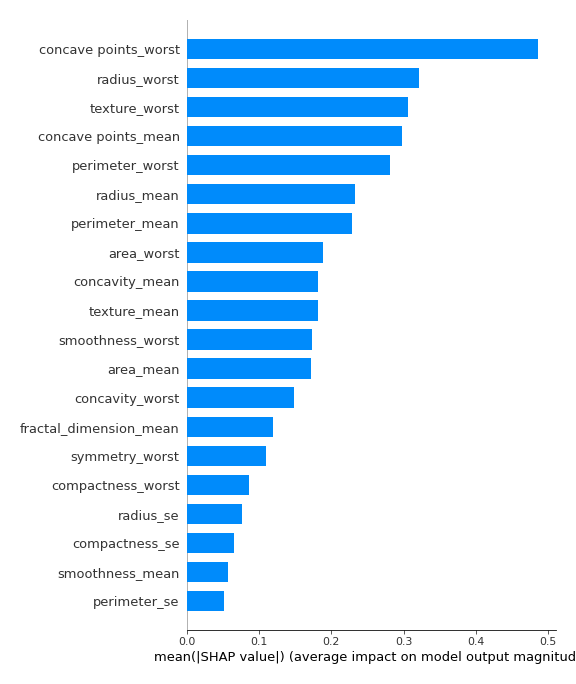 concave points_worst
radius_worst
texture_worst
concave points_mean
perimeter_worst
radius_mean
perimeter_mean
area_worst
concavity_mean
texture_mean
smoothness_worst
area_mean
concavity_worst
fractal_dimension_mean
symmetry_worst
compactness_worst
radius_se
compactness_se
smoothness_mean
perimeter_se
0.0 0.1 0.2 0.3 0.4 0.5
mean(|SHAP value|) (average impact on model output magnitud